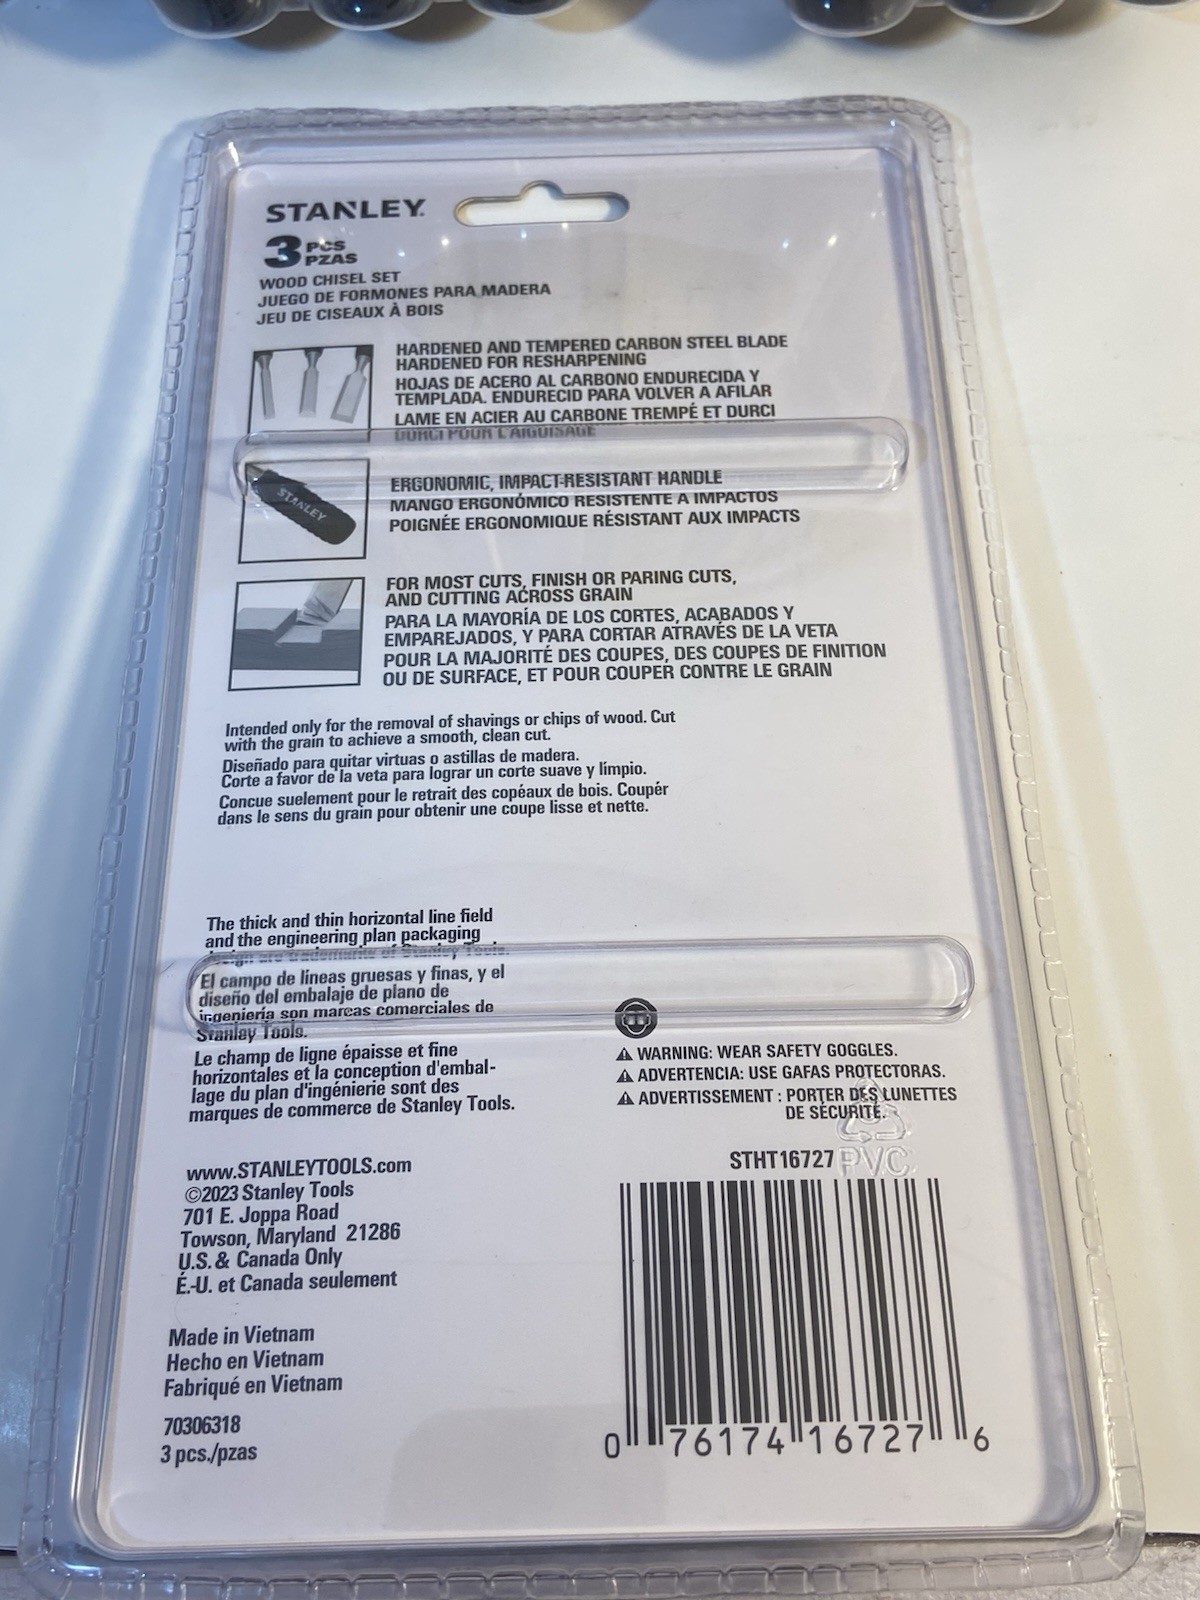 STANLEY.
3 PCS
PZAS
WOOD CHISEL SET
JUEGO DE FORMONES PARA MADERA
JEU DE CISEAUX À BOIS
HARDENED AND TEMPERED CARBON STEEL BLADE
HARDENED FOR RESHARPENING
HOJAS DE ACERO AL CARBONO ENDURECIDA Y
TEMPLADA. ENDURECID PARA VOLVER A AFILAR
LAME EN ACIER AU CARBONE TREMPÉ ET DURCI
DURCI POUR L'AIGUISAGE
STANLEY
ERGONOMIC, IMPACT-RESISTANT HANDLE
MANGO ERGONÓMICO RESISTENTE A IMPACTOS
POIGNÉE ERGONOMIQUE RÉSISTANT AUX IMPACTS
FOR MOST CUTS, FINISH OR PARING CUTS,
AND CUTTING ACROSS GRAIN
PARA LA MAYORÍA DE LOS CORTES, ACABADOS Y
EMPAREJADOS, Y PARA CORTAR ATRAVÉS DE LA VETA
POUR LA MAJORITÉ DES COUPES, DES COUPES DE FINITION
OU DE SURFACE, ET POUR COUPER CONTRE LE GRAIN
Intended only for the removal of shavings or chips of wood. Cut
with the grain to achieve a smooth, clean cut.
Diseñado para quitar virtuas o astillas de madera.
Corte a favor de la veta para lograr un corte suave y límpio.
Concue suelement pour le retrait des copéaux de bois. Coupér
dans le sens du grain pour obtenir une coupe lisse et nette.
The thick and thin horizontal line field
and the engineering plan packaging
design are trademarks of Stanley Tools.
El campo de líneas gruesas y finas, y el
diseño del embalaje de plano de
ingeniería son marcas comerciales de
Stanlay Tools.
Le champ de ligne épaisse et fine
horizontales et la conception d'embal-
lage du plan d'ingénierie sont des
marques de commerce de Stanley Tools.
WARNING: WEAR SAFETY GOGGLES.
ADVERTENCIA: USE GAFAS PROTECTORAS.
ADVERTISSEMENT : PORTER DES LUNETTES
DE SÉCURITÉ.
www.STANLEYTOOLS.com
©2023 Stanley Tools
701 E. Joppa Road
Towson, Maryland 21286
U.S. & Canada Only
É.-U. et Canada seulement
Made in Vietnam
Hecho en Vietnam
Fabriqué en Vietnam
70306318
3 pcs./pzas
STHT16727
PVC
0 76174 16727 6